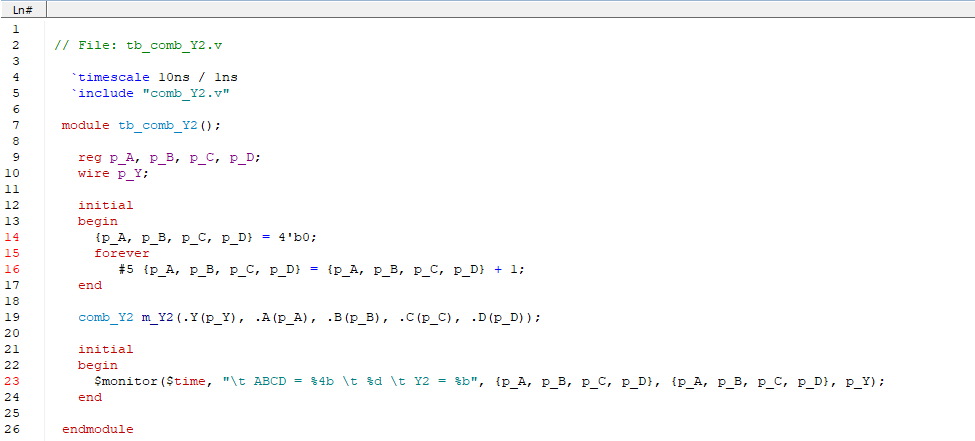 Ln#
1
2 // File: tb_comb_Y2.v
3
4 `timescale 10ns / 1ns
5 `include "comb_Y2.v"
6
7 module tb_comb_Y2();
8
9 reg p_A, p_B, p_C, p_D;
10 wire p_Y;
11
12 initial
13 begin
14 {p_A, p_B, p_C, p_D} = 4'b0;
15 forever
16 #5 {p_A, p_B, p_C, p_D} = {p_A, p_B, p_C, p_D} + 1;
17 end
18
19 comb_Y2 m_Y2(.Y(p_Y), .A(p_A), .B(p_B), .C(p_C), .D(p_D));
20
21 initial
22 begin
23 $monitor($time, "\t ABCD = %4b \t %d \t Y2 = %b", {p_A, p_B, p_C, p_D}, {p_A, p_B, p_C, p_D}, p_Y);
24 end
25
26 endmodule